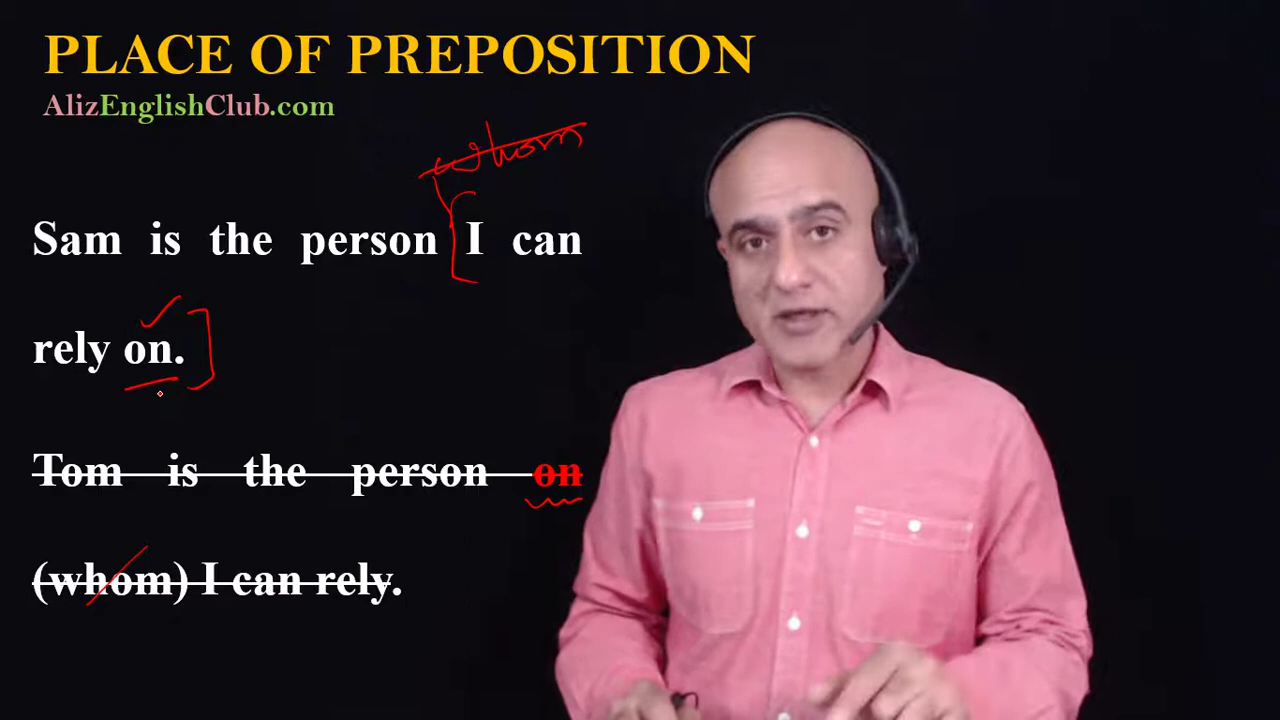 PLACE OF PREPOSITION
AlizEnglishClub.com
whom
Sam is the person I can
rely on.
Tom is the person on
(whom) I can rely.